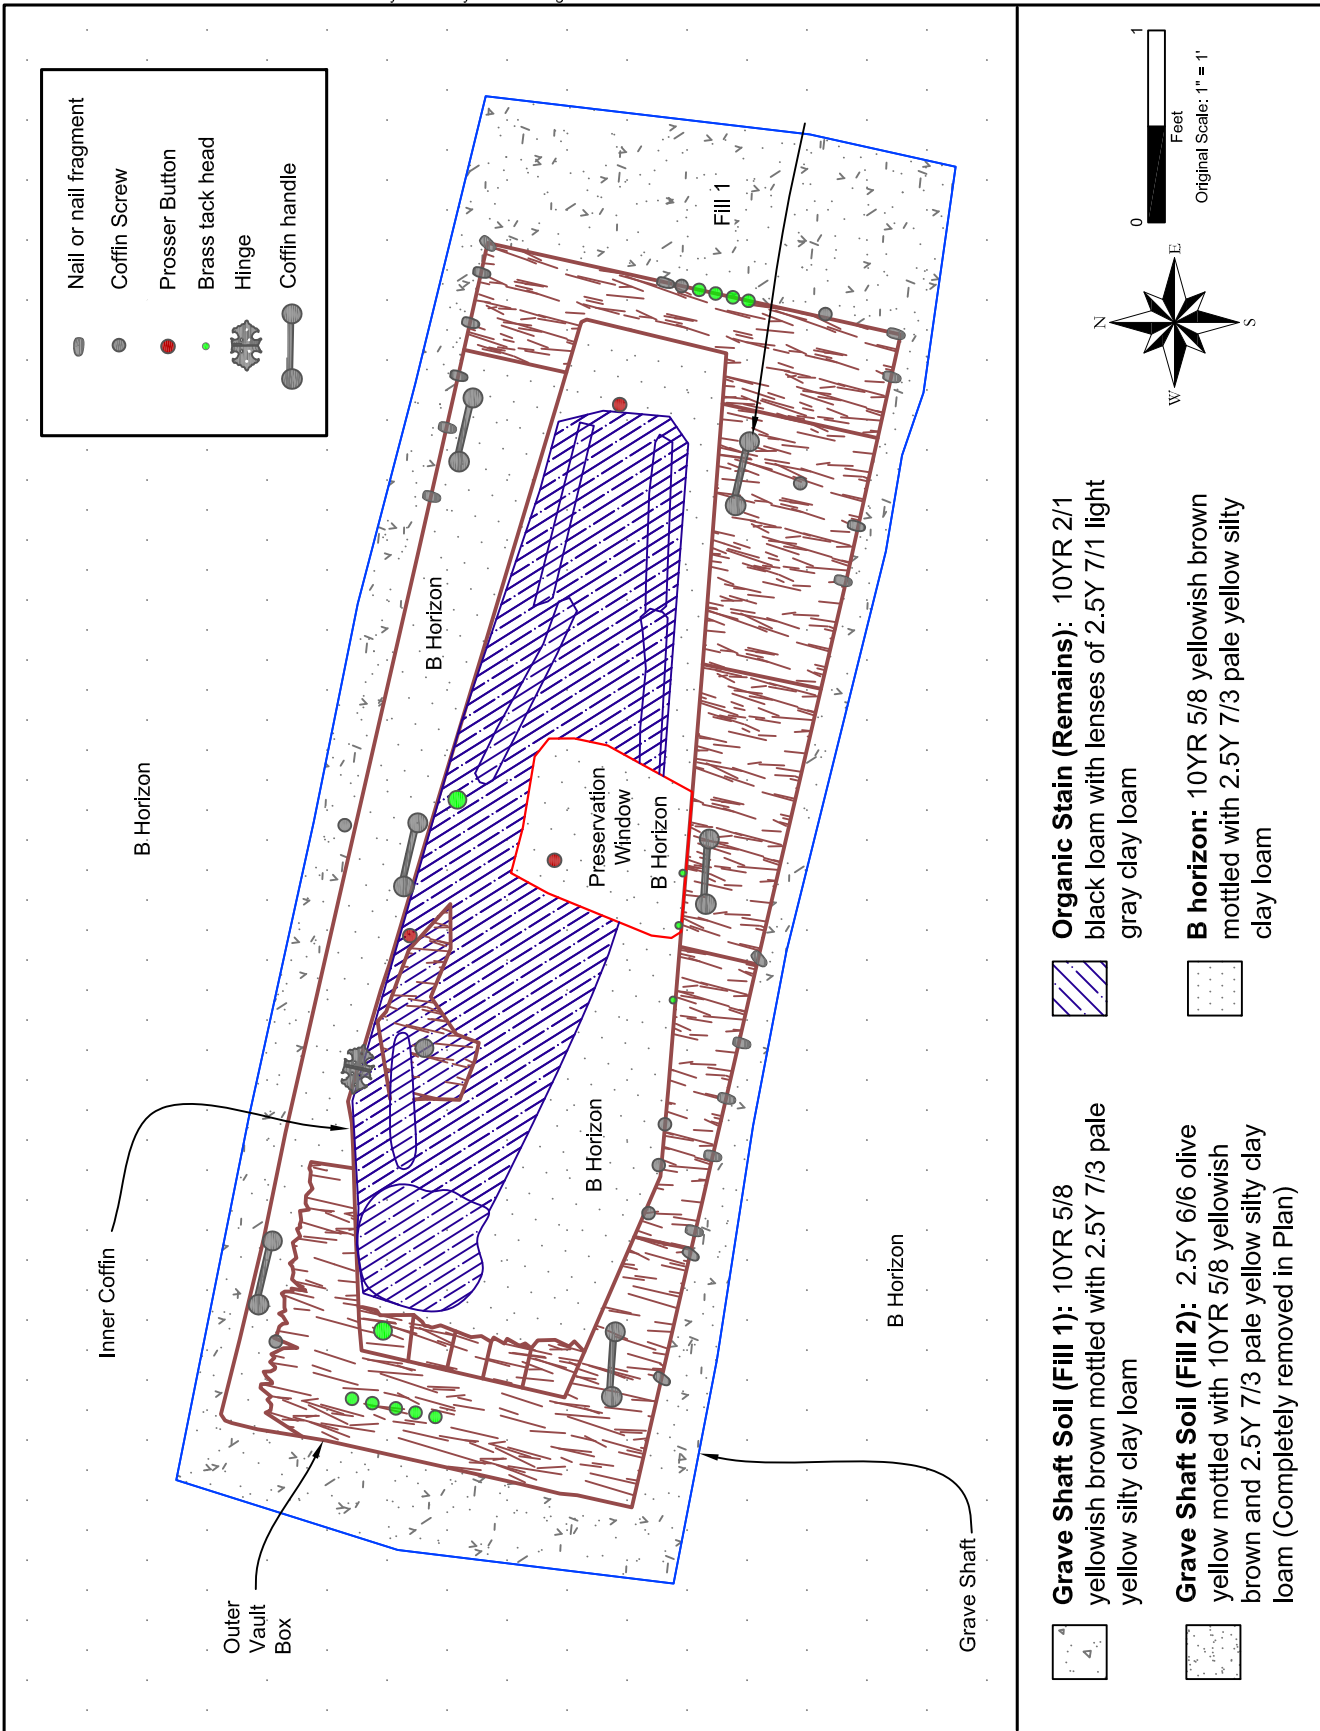 Nail or nail fragment
Coffin Screw
Prosser Button
Brass tack head
Hinge
Coffin handle
B Horizon
Inner Coffin
Outer
Vault
Box
B Horizon
Fill 1
Preservation
Window
B Horizon
B Horizon
B Horizon
Grave Shaft
Grave Shaft Soil (Fill 1): 10YR 5/8
yellowish brown mottled with 2.5Y 7/3 pale
yellow silty clay loam
Grave Shaft Soil (Fill 2): 2.5Y 6/6 olive
yellow mottled with 10YR 5/8 yellowish
brown and 2.5Y 7/3 pale yellow silty clay
loam (Completely removed in Plan)
Organic Stain (Remains): 10YR 2/1
black loam with lenses of 2.5Y 7/1 light
gray clay loam
B horizon: 10YR 5/8 yellowish brown
mottled with 2.5Y 7/3 pale yellow silty
clay loam
N
W
E
S
0
1
Feet
Original Scale: 1" = 1'